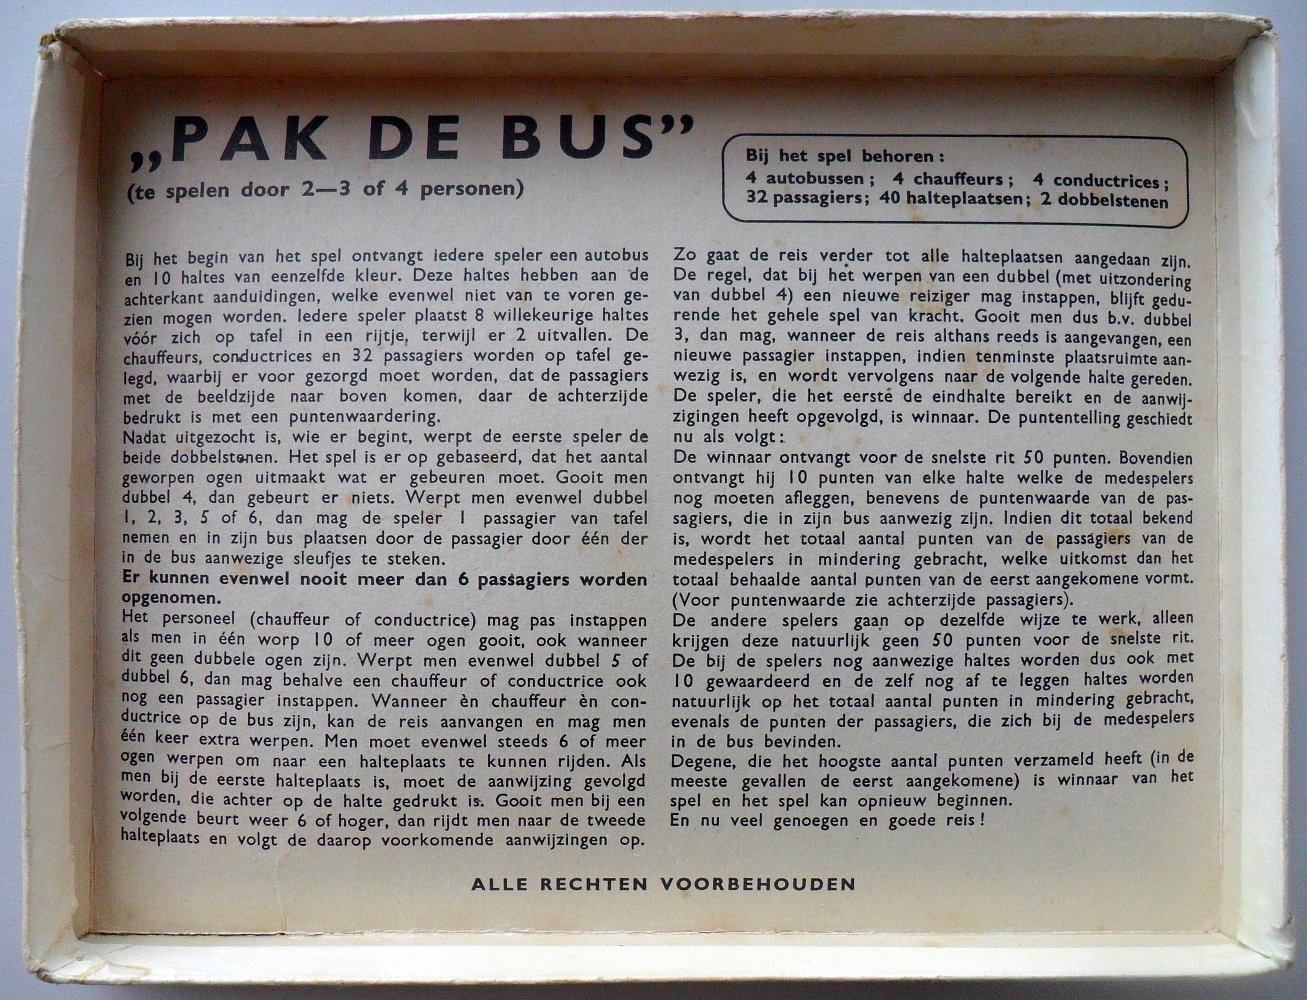 „PAK DE BUS”
(te spelen door 2—3 of 4 personen)
Bij het spel behoren :
4 autobussen ; 4 chauffeurs ; 4 conductrices ;
32 passagiers; 40 halteplaatsen; 2 dobbelstenen
Bij het begin van het spel ontvangt iedere speler een autobus
en 10 haltes van eenzelfde kleur. Deze haltes hebben aan de
achterkant aanduidingen, welke evenwel niet van te voren ge-
zien mogen worden. Iedere speler plaatst 8 willekeurige haltes
vóór zich op tafel in een rijtje, terwijl er 2 uitvallen. De
chauffeurs, conductrices en 32 passagiers worden op tafel ge-
legd, waarbij er voor gezorgd moet worden, dat de passagiers
met de beeldzijde naar boven komen, daar de achterzijde
bedrukt is met een puntenwaardering.
Nadat uitgezocht is, wie er begint, werpt de eerste speler de
beide dobbelstenen. Het spel is er op gebaseerd, dat het aantal
geworpen ogen uitmaakt wat er gebeuren moet. Gooit men
dubbel 4, dan gebeurt er niets. Werpt men evenwel dubbel
1, 2, 3, 5 of 6, dan mag de speler 1 passagier van tafel
nemen en in zijn bus plaatsen door de passagier door één der
in de bus aanwezige sleufjes te steken.
Er kunnen evenwel nooit meer dan 6 passagiers worden
opgenomen.
Het personeel (chauffeur of conductrice) mag pas instappen
als men in één worp 10 of meer ogen gooit, ook wanneer
dit geen dubbele ogen zijn. Werpt men evenwel dubbel 5 of
dubbel 6, dan mag behalve een chauffeur of conductrice ook
nog een passagier instappen. Wanneer èn chauffeur èn con-
ductrice op de bus zijn, kan de reis aanvangen en mag men
één keer extra werpen. Men moet evenwel steeds 6 of meer
ogen werpen om naar een halteplaats te kunnen rijden. Als
men bij de eerste halteplaats is, moet de aanwijzing gevolgd
worden, die achter op de halte gedrukt is. Gooit men bij een
volgende beurt weer 6 of hoger, dan rijdt men naar de tweede
halteplaats en volgt de daarop voorkomende aanwijzingen op.
Zo gaat de reis verder tot alle halteplaatsen aangedaan zijn.
De regel, dat bij het werpen van een dubbel (met uitzondering
van dubbel 4) een nieuwe reiziger mag instappen, blijft gedu-
rende het gehele spel van kracht. Gooit men dus b.v. dubbel
3, dan mag, wanneer de reis althans reeds is aangevangen, een
nieuwe passagier instappen, indien tenminste plaatsruimte aan-
wezig is, en wordt vervolgens naar de volgende halte gereden.
De speler, die het eerste de eindhalte bereikt en de aanwij-
zigingen heeft opgevolgd, is winnaar. De puntentelling geschiedt
nu als volgt :
De winnaar ontvangt voor de snelste rit 50 punten. Bovendien
ontvangt hij 10 punten van elke halte welke de medespelers
nog moeten afleggen, benevens de puntenwaarde van de pas-
sagiers, die in zijn bus aanwezig zijn. Indien dit totaal bekend
is, wordt het totaal aantal punten van de passagiers van de
medespelers in mindering gebracht, welke uitkomst dan het
totaal behaalde aantal punten van de eerst aangekomene vormt.
(Voor puntenwaarde zie achterzijde passagiers).
De andere spelers gaan op dezelfde wijze te werk, alleen
krijgen deze natuurlijk geen 50 punten voor de snelste rit.
De bij de spelers nog aanwezige haltes worden dus ook met
10 gewaardeerd en de zelf nog af te leggen haltes worden
natuurlijk op het totaal aantal punten in mindering gebracht,
evenals de punten der passagiers, die zich bij de medespelers
in de bus bevinden.
Degene, die het hoogste aantal punten verzameld heeft (in de
meeste gevallen de eerst aangekomene) is winnaar van het
spel en het spel kan opnieuw beginnen.
En nu veel genoegen en goede reis !
ALLE RECHTEN VOORBEHOUDEN